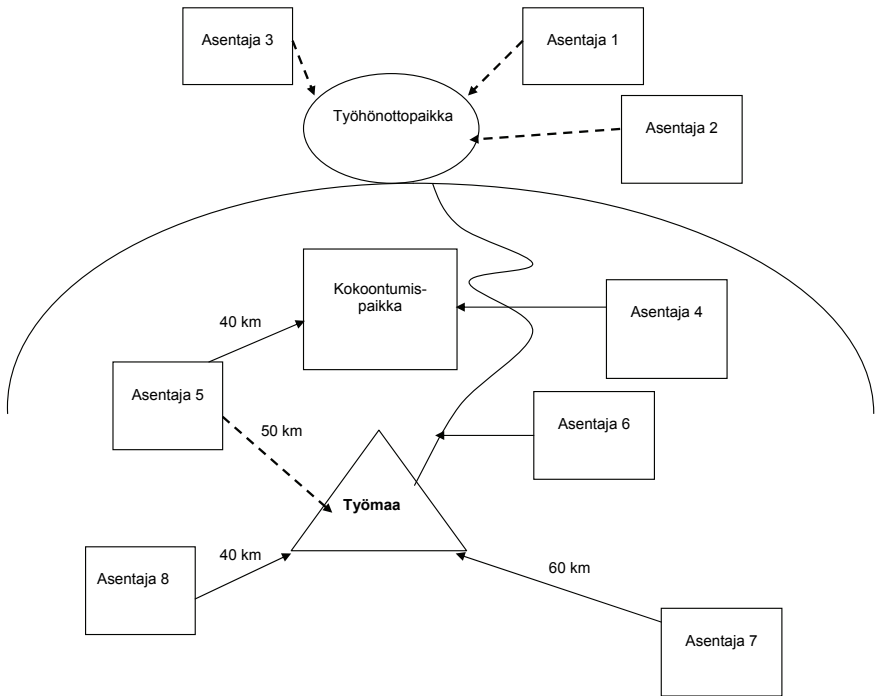 Asentaja 3
Asentaja 1
Työhönottopaikka
Asentaja 2
Kokoontumis-
paikka
Asentaja 4
40 km
Asentaja 5
Asentaja 6
50 km
Työmaa
40 km
60 km
Asentaja 8
Asentaja 7